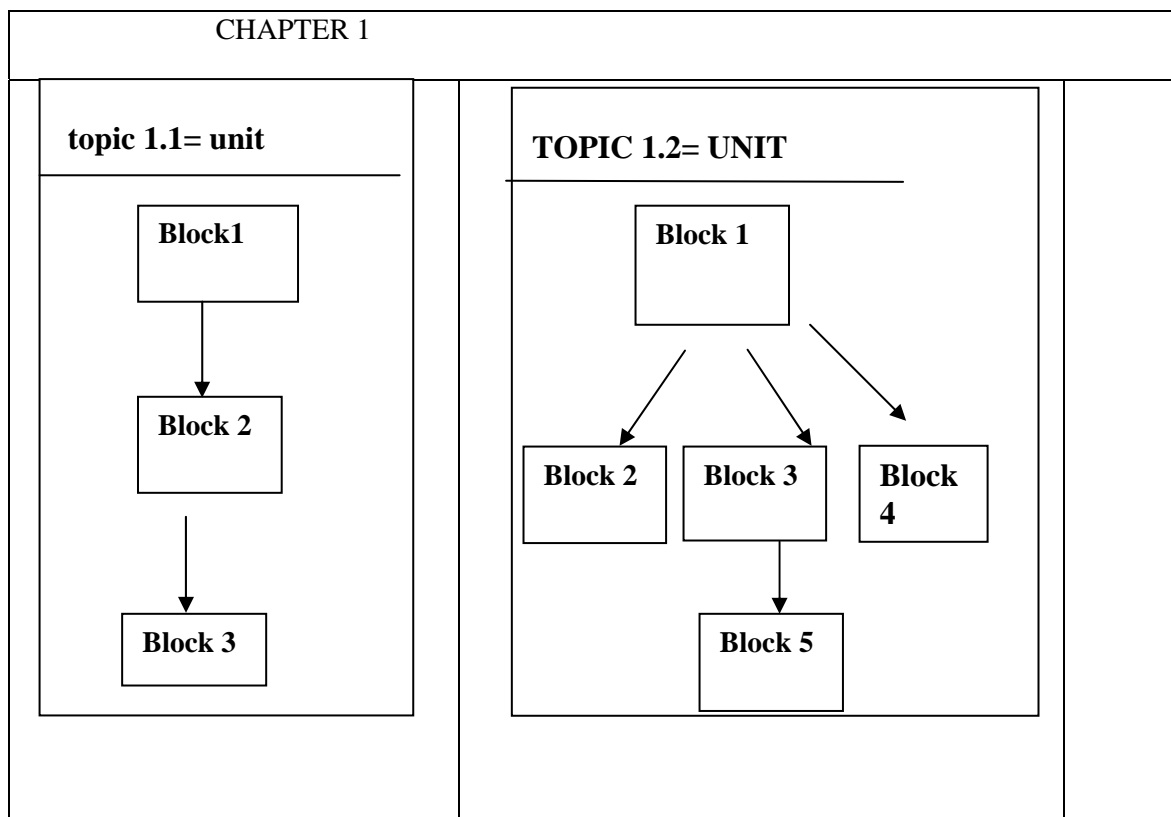 CHAPTER 1
topic 1.1= unit
Block1
Block 2
Block 3
TOPIC 1.2= UNIT
Block 1
Block 2
Block 3
Block
4
Block 5